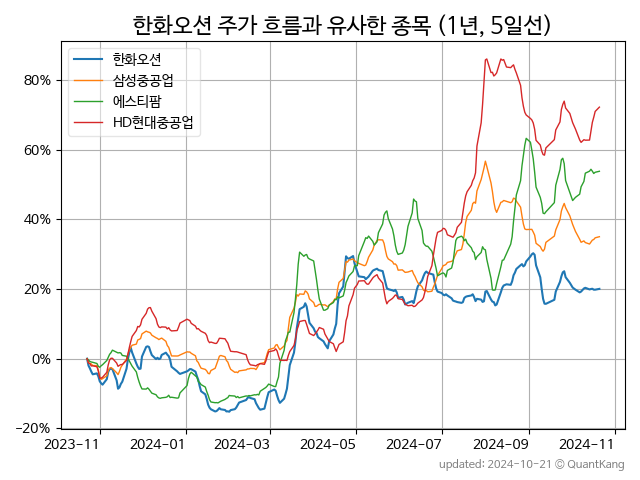 한화오션 주가 흐름과 유사한 종목 (1년, 5일선)
한화오션
삼성중공업
에스티팜
HD현대중공업
80%
60%
40%
20%
0%
−20%
2023-11 2024-01 2024-03 2024-05 2024-07 2024-09 2024-11
updated: 2024-10-21 © QuantKang